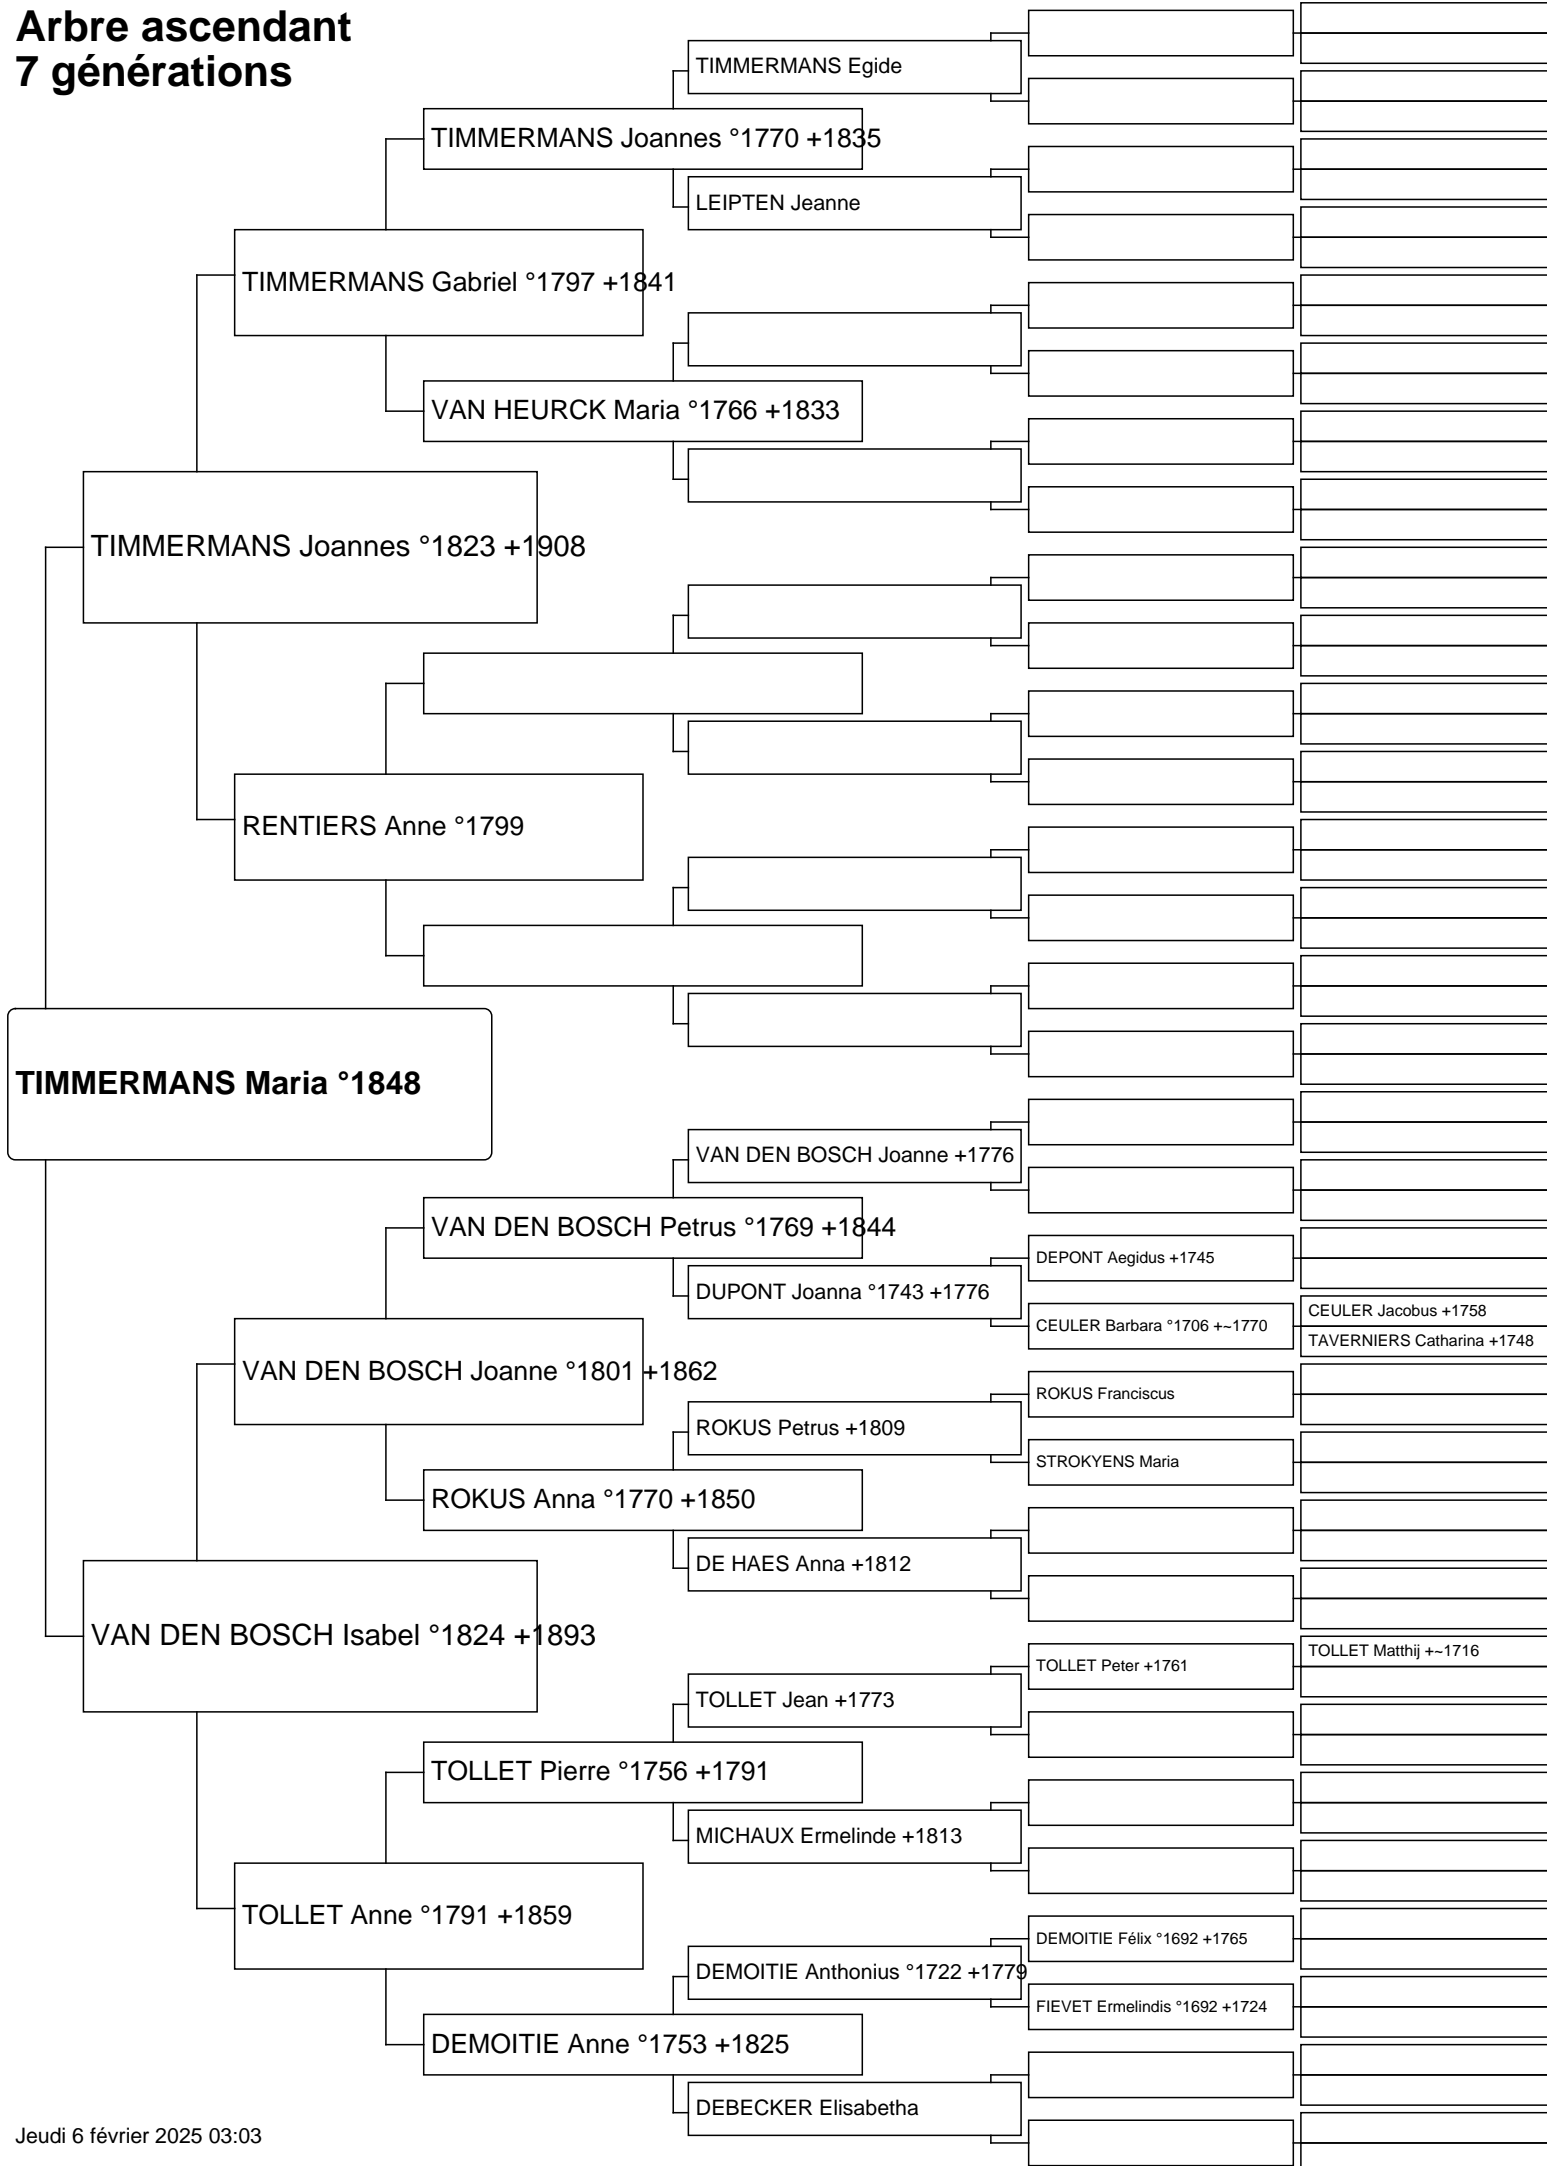 Arbre ascendant
7 générations
TIMMERMANS Egide
TIMMERMANS Joannes °1770 +1835
LEIPTEN Jeanne
TIMMERMANS Gabriel °1797 +1841
VAN HEURCK Maria °1766 +1833
TIMMERMANS Joannes °1823 +1908
RENTIERS Anne °1799
TIMMERMANS Maria °1848
VAN DEN BOSCH Joanne +1776
VAN DEN BOSCH Petrus °1769 +1844
DEPONT Aegidus +1745
DUPONT Joanna °1743 +1776
CEULER Jacobus +1758
CEULER Barbara °1706 +~1770
TAVERNIERS Catharina +1748
VAN DEN BOSCH Joanne °1801 +1862
ROKUS Franciscus
ROKUS Petrus +1809
STROKYENS Maria
ROKUS Anna °1770 +1850
DE HAES Anna +1812
VAN DEN BOSCH Isabel °1824 +1893
TOLLET Matthij +~1716
TOLLET Peter +1761
TOLLET Jean +1773
TOLLET Pierre °1756 +1791
MICHAUX Ermelinde +1813
TOLLET Anne °1791 +1859
DEMOITIE Félix °1692 +1765
DEMOITIE Anthonius °1722 +1779
FIEVET Ermelindis °1692 +1724
DEMOITIE Anne °1753 +1825
DEBECKER Elisabetha
Jeudi 6 février 2025 03:03